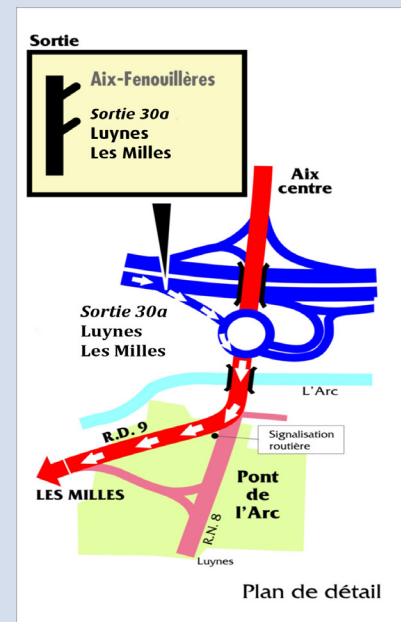 Sortie
Aix-Fenouillères
Sortie 30a
Luynes
Les Milles
Aix
centre
Sortie 30a
Luynes
Les Milles
L'Arc
R.D. 9
Signalisation
routière
LES MILLES
Pont
de
l'Arc
R.N. 8
Luynes
Plan de détail